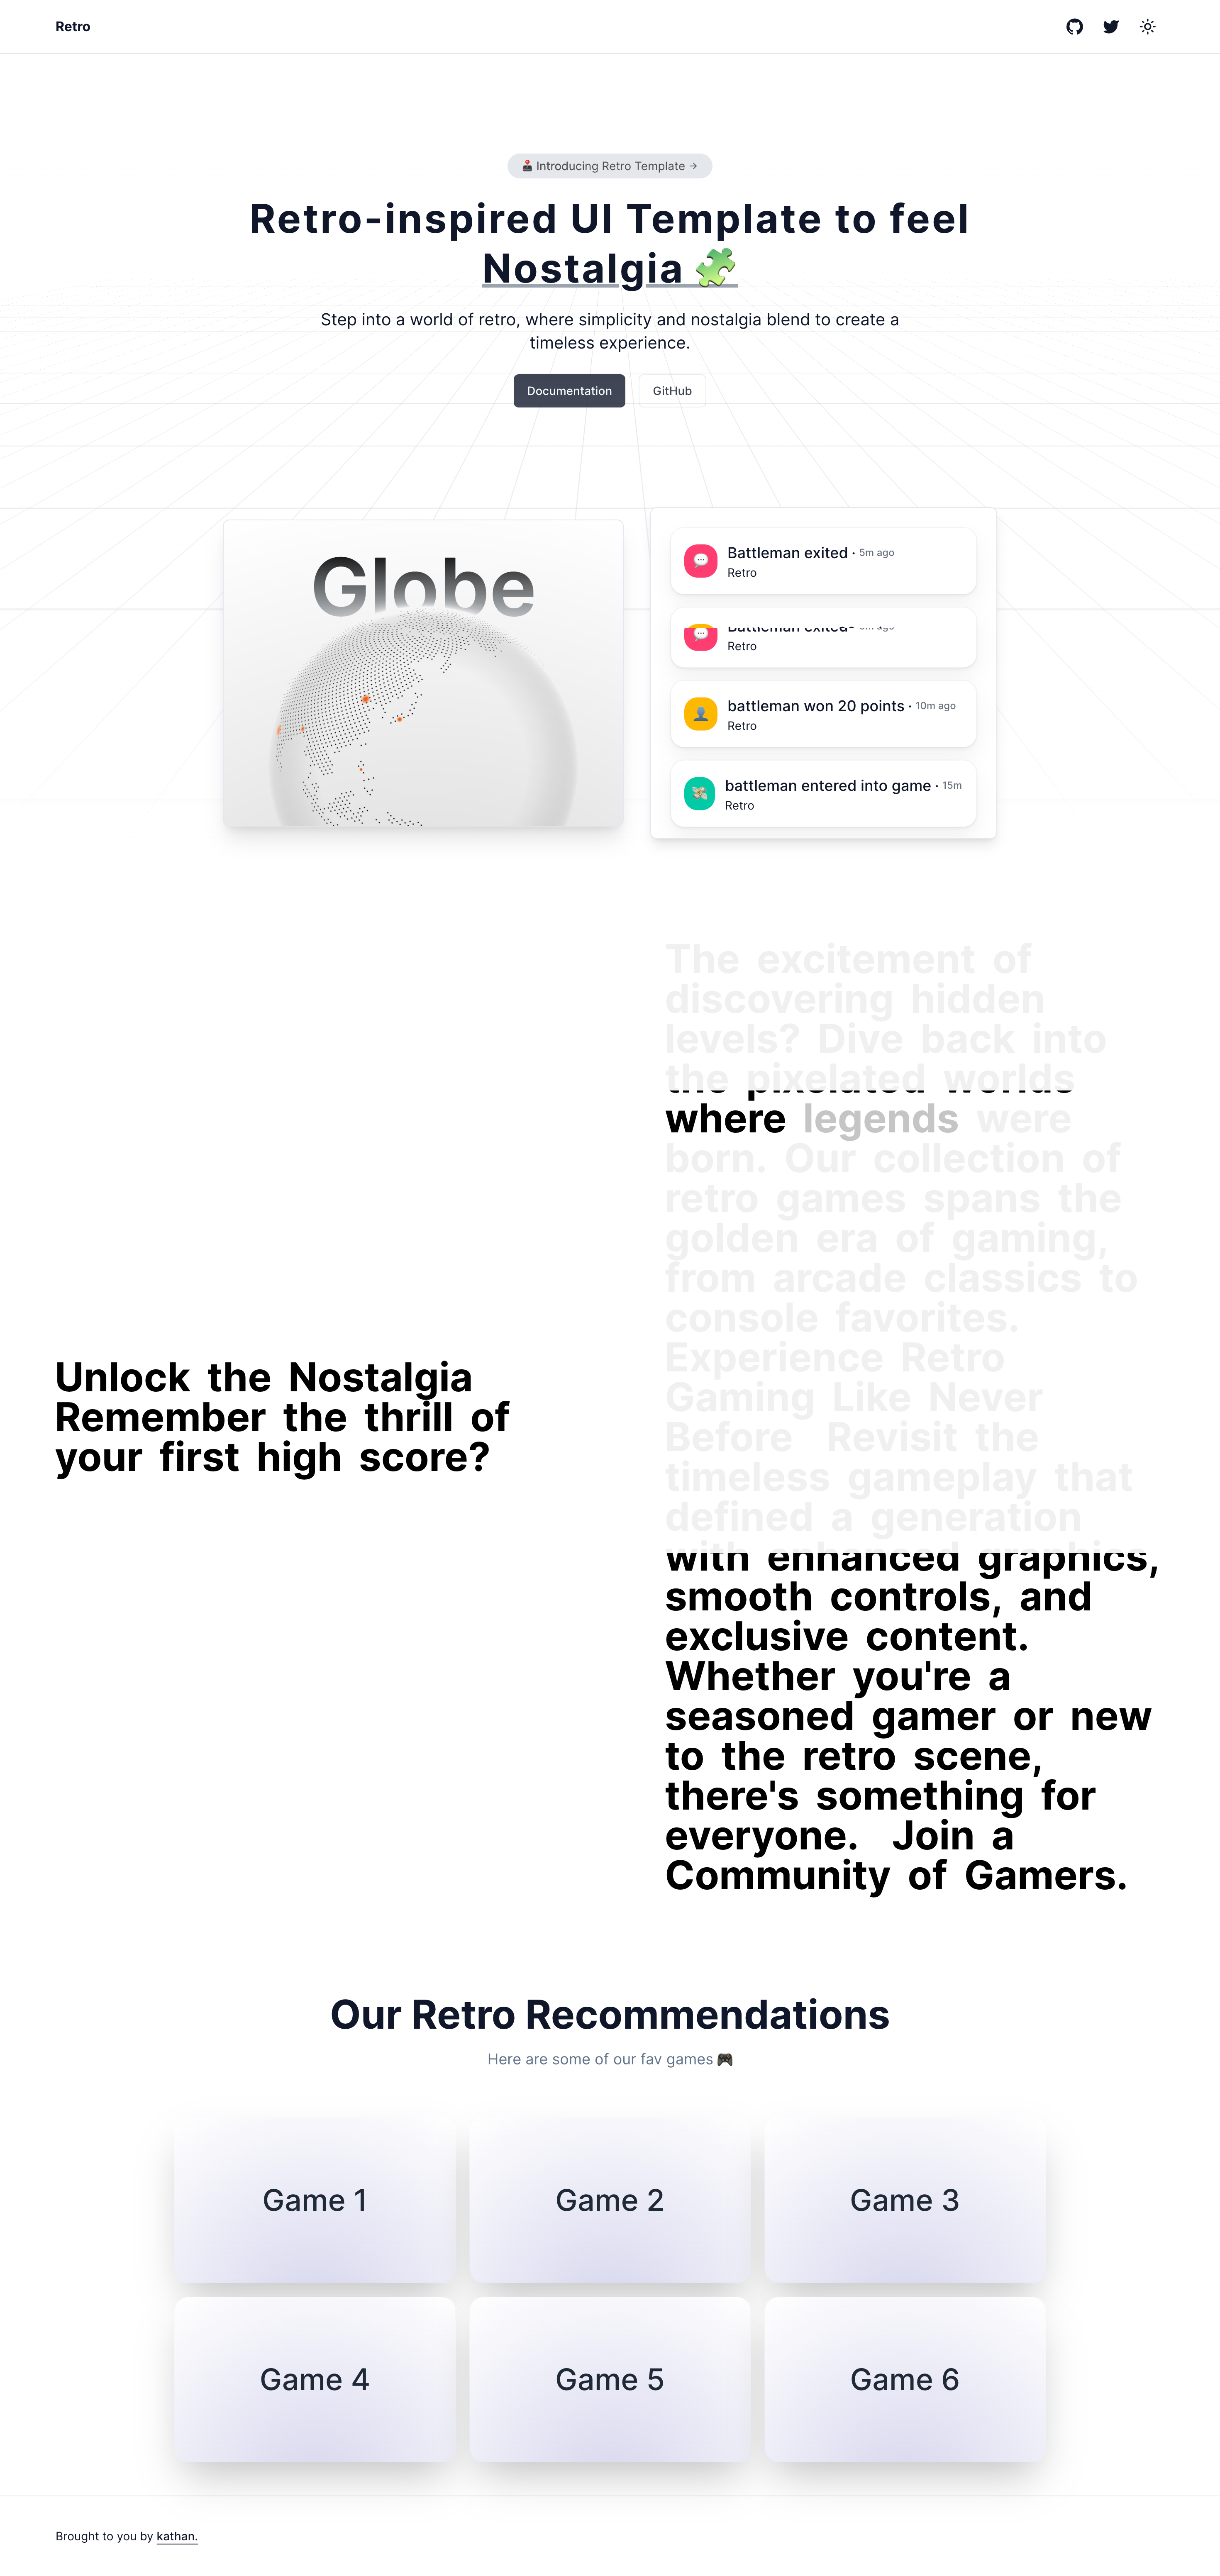 Retro
🕹️ Introducing Retro Template →
Retro-inspired UI Template to feel
Nostalgia 🧩
Step into a world of retro, where simplicity and nostalgia blend to create a
timeless experience.
Documentation
GitHub
Globe
Battleman exited · 5m ago
Retro
Battleman exited · 5m ago
Retro
battleman won 20 points · 10m ago
Retro
battleman entered into game · 15m
Retro
Unlock the Nostalgia
Remember the thrill of
your first high score?
The excitement of
discovering hidden
levels? Dive back into
the pixelated worlds
where legends were
born. Our collection of
retro games spans the
golden era of gaming,
from arcade classics to
console favorites.
Experience Retro
Gaming Like Never
Before Revisit the
timeless gameplay that
defined a generation
with enhanced graphics,
smooth controls, and
exclusive content.
Whether you're a
seasoned gamer or new
to the retro scene,
there's something for
everyone. Join a
Community of Gamers.
Our Retro Recommendations
Here are some of our fav games 🎮
Game 1
Game 2
Game 3
Game 4
Game 5
Game 6
Brought to you by kathan.